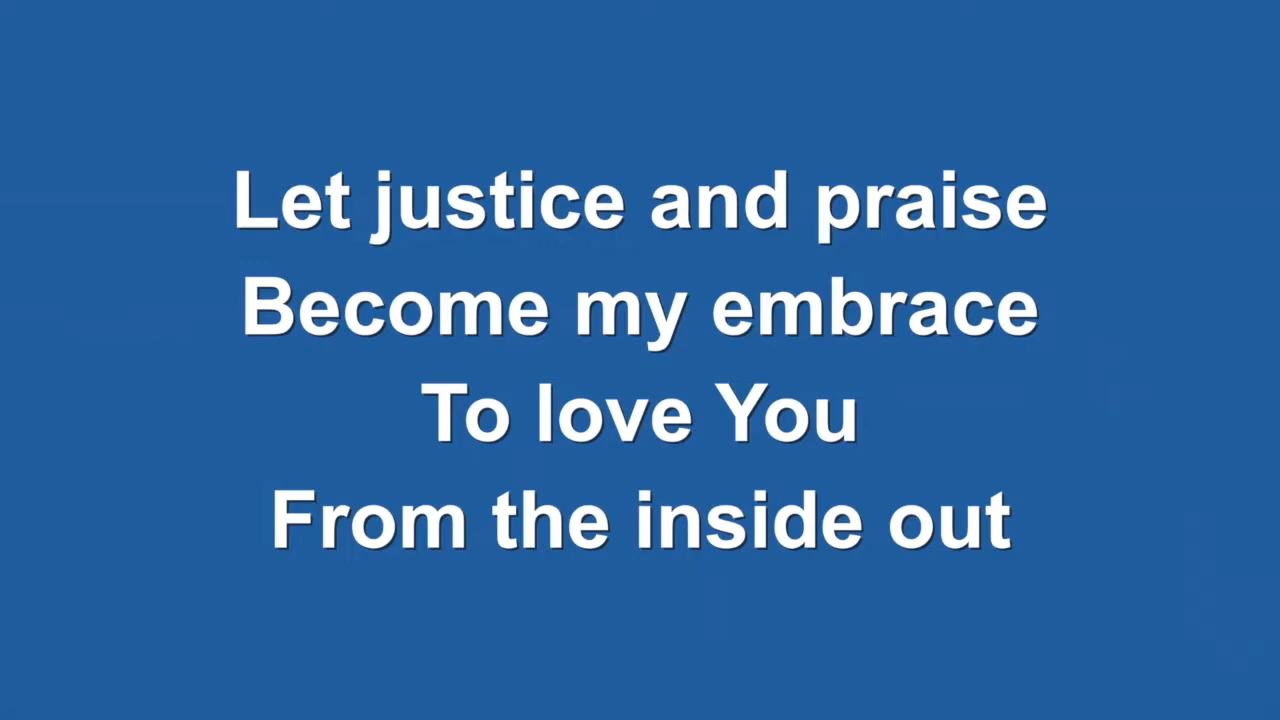 Let justice and praise
Become my embrace
To love You
From the inside out